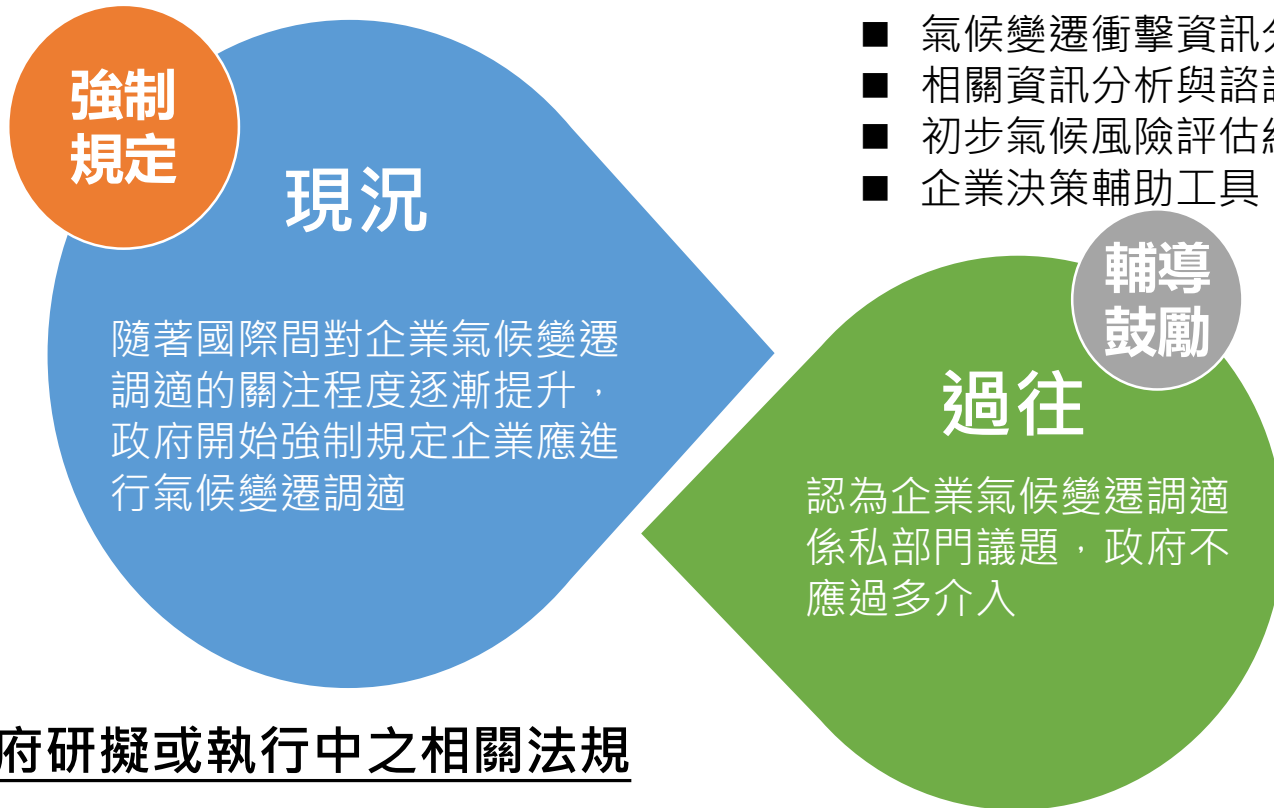 強制
規定
現況
隨著國際間對企業氣候變遷
調適的關注程度逐漸提升，
政府開始強制規定企業應進
行氣候變遷調適
■ 氣候變遷衝擊資訊
■ 相關資訊分析與諮
■ 初步氣候風險評估
■ 企業決策輔助工具
輔導
鼓勵
過往
認為企業氣候變遷調適
係私部門議題，政府不
應過多介入
府研擬或執行中之相關法規